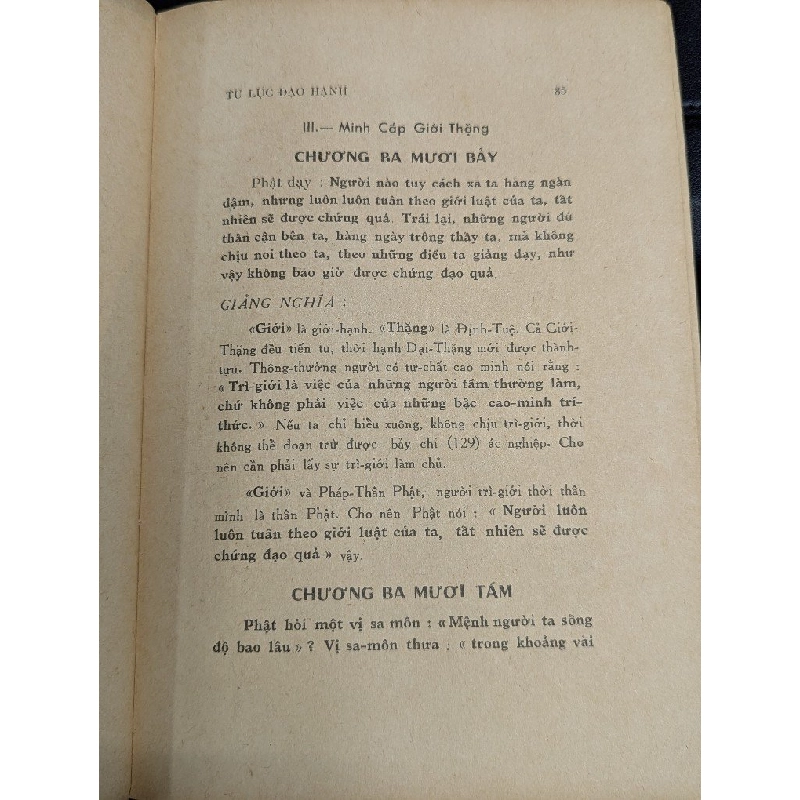 TU LỤC ĐẠO HẠNH 85
III.— Minh Cấp Giới Thặng
CHƯƠNG BA MƯƠI BẢY
Phật dạy : Người nào tuy cách xa ta hàng ngàn
dậm, nhưng luôn luôn tuân theo giới luật của ta, tất
nhiên sẽ được chứng quả. Trái lại, những người dù
thân cận bên ta, hàng ngày trông thấy ta, mà không
chịu noi theo ta, theo những điều ta giảng dạy, như
vậy không bao giờ được chứng đạo quả
GIẢNG NGHĨA :
«Giới» là giới-hạnh. «Thặng» là Định-Tuệ. Cả Giới-
Thặng đều tiến tu, thời hạnh Đại-Thặng mới được thành-
tựu. Thông-thường người có tư-chất cao minh nói rằng :
« Trì giới là việc của những người tầm thường làm,
chứ không phải việc của những bậc cao-minh trí-
thức. » Nếu ta chỉ hiểu xuông, không chịu trì-giới, thời
không thể đoạn trừ được bảy chi (129) ác nghiệp- Cho
nên cần phải lấy sự trì-giới làm chủ.
«Giới» và Pháp-Thân Phật, người trì-giới thời thân
mình là thân Phật. Cho nên Phật nói : « Người luôn
luôn tuân theo giới luật của ta, tất nhiên sẽ được
chứng đạo quả » vậy.
CHƯƠNG BA MƯƠI TÁM
Phật hỏi một vị sa môn : « Mệnh người ta sống
độ bao lâu » ? Vị sa-môn thưa ; « trong khoảng vài